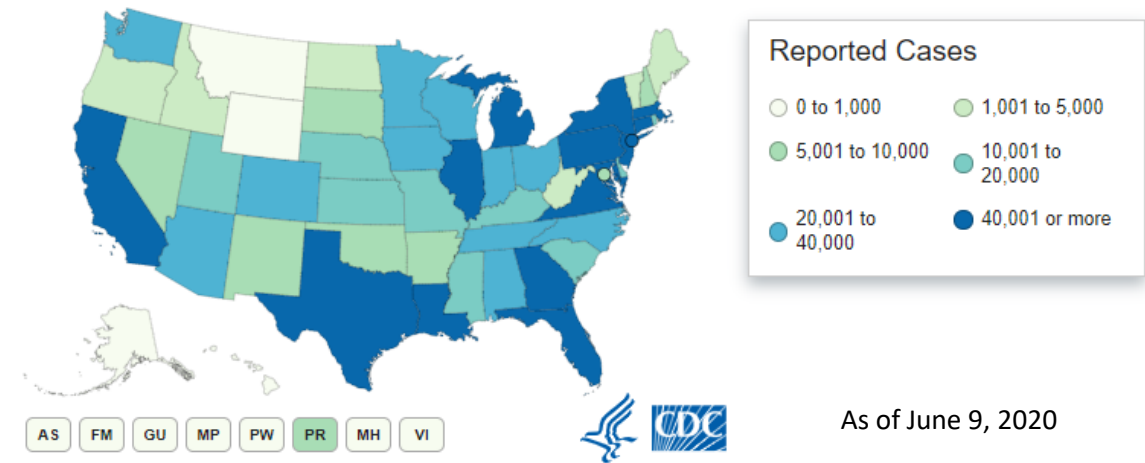 Reported Cases
0 to 1,000
1,001 to 5,000
5,001 to 10,000
10,001 to
20,000
20,001 to
40,000
40,001 or more
AS
FM
GU
MP
PW
PR
MH
VI
CDC
As of June 9, 2020